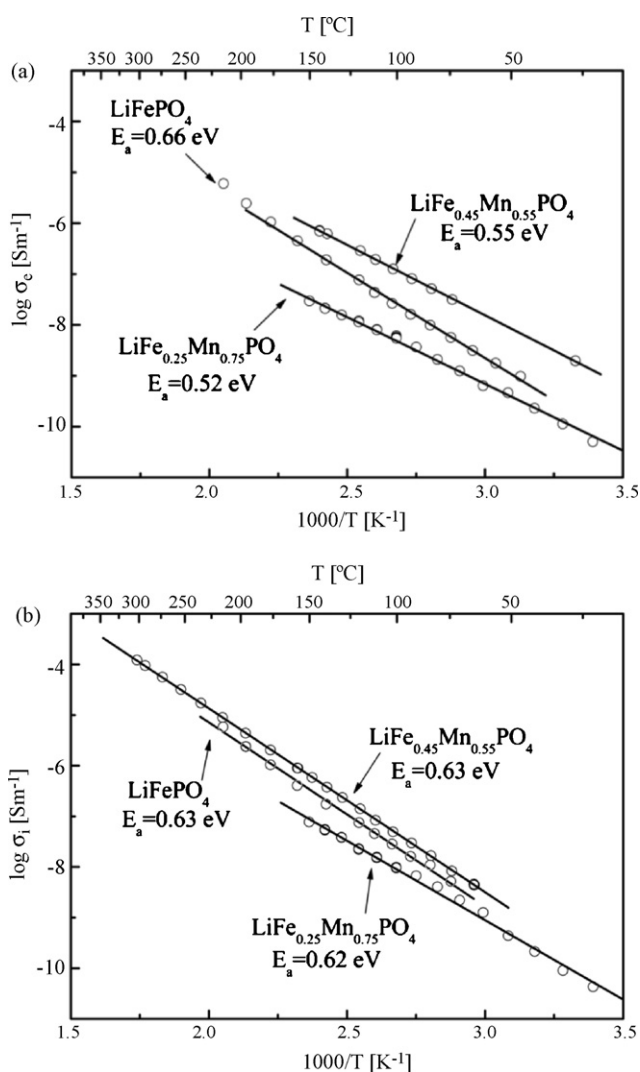 T [ºC]
350 300 250 200 150 100 50
(a)
-4
LiFePO₄
Eₐ=0.66 eV
LiFe₀.₄₅Mn₀.₅₅PO₄
Eₐ=0.55 eV
-6
log σₑ [Sm⁻¹]
-8
LiFe₀.₂₅Mn₀.₇₅PO₄
Eₐ=0.52 eV
-10
1.5 2.0 2.5 3.0 3.5
1000/T [K⁻¹]
T [ºC]
(b)
350 300 250 200 150 100 50
-4
LiFe₀.₄₅Mn₀.₅₅PO₄
Eₐ=0.63 eV
-6
LiFePO₄
Eₐ=0.63 eV
log σᵢ [Sm⁻¹]
-8
LiFe₀.₂₅Mn₀.₇₅PO₄
Eₐ=0.62 eV
-10
1.5 2.0 2.5 3.0 3.5
1000/T [K⁻¹]